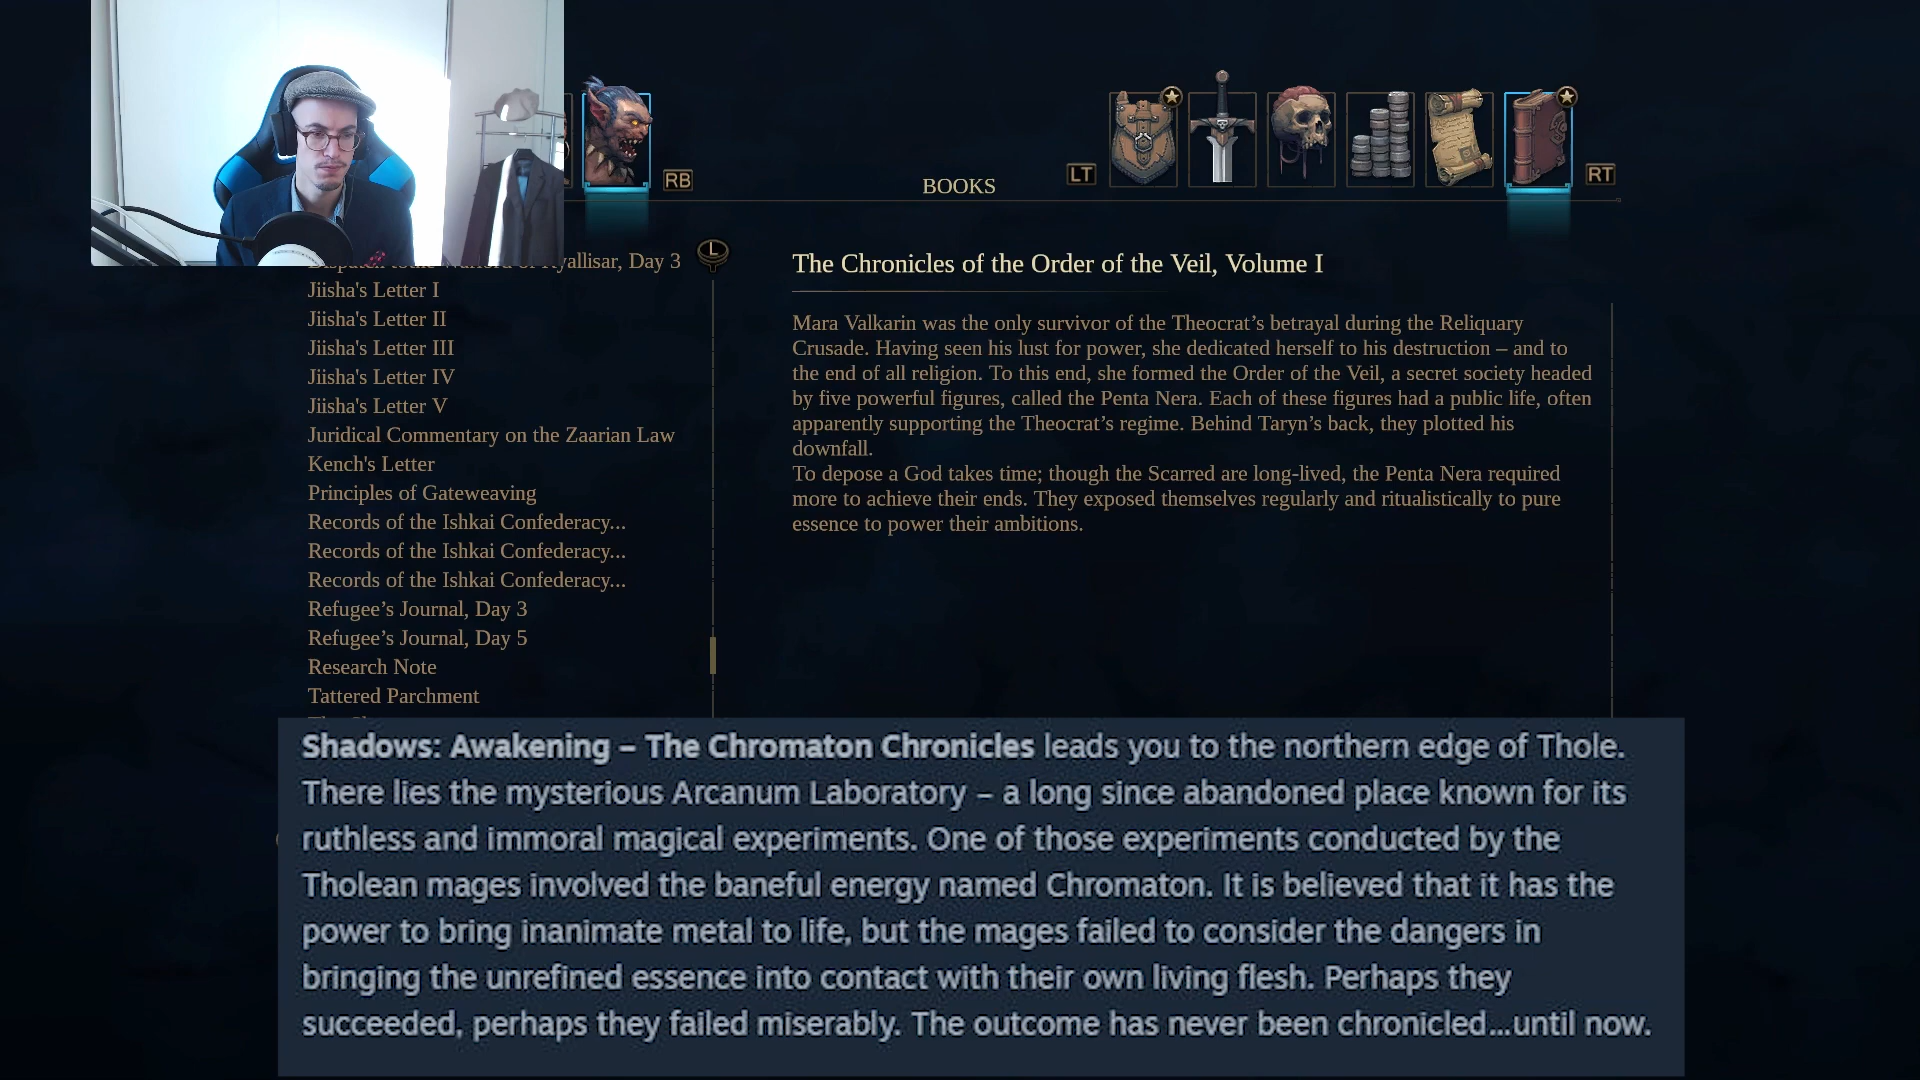 RB
BOOKS
LT
RT
yallisar, Day 3
L
Jiisha's Letter I
Jiisha's Letter II
Jiisha's Letter III
Jiisha's Letter IV
Jiisha's Letter V
Juridical Commentary on the Zaarian Law
Kench's Letter
Principles of Gateweaving
Records of the Ishkai Confederacy...
Records of the Ishkai Confederacy...
Records of the Ishkai Confederacy...
Refugee’s Journal, Day 3
Refugee’s Journal, Day 5
Research Note
Tattered Parchment
The Chronicles of the Order of the Veil, Volume I
Mara Valkarin was the only survivor of the Theocrat’s betrayal during the Reliquary
Crusade. Having seen his lust for power, she dedicated herself to his destruction – and to
the end of all religion. To this end, she formed the Order of the Veil, a secret society headed
by five powerful figures, called the Penta Nera. Each of these figures had a public life, often
apparently supporting the Theocrat’s regime. Behind Taryn’s back, they plotted his
downfall.
To depose a God takes time; though the Scarred are long-lived, the Penta Nera required
more to achieve their ends. They exposed themselves regularly and ritualistically to pure
essence to power their ambitions.
Shadows: Awakening – The Chromaton Chronicles leads you to the northern edge of Thole.
There lies the mysterious Arcanum Laboratory – a long since abandoned place known for its
ruthless and immoral magical experiments. One of those experiments conducted by the
Tholean mages involved the baneful energy named Chromaton. It is believed that it has the
power to bring inanimate metal to life, but the mages failed to consider the dangers in
bringing the unrefined essence into contact with their own living flesh. Perhaps they
succeeded, perhaps they failed miserably. The outcome has never been chronicled...until now.